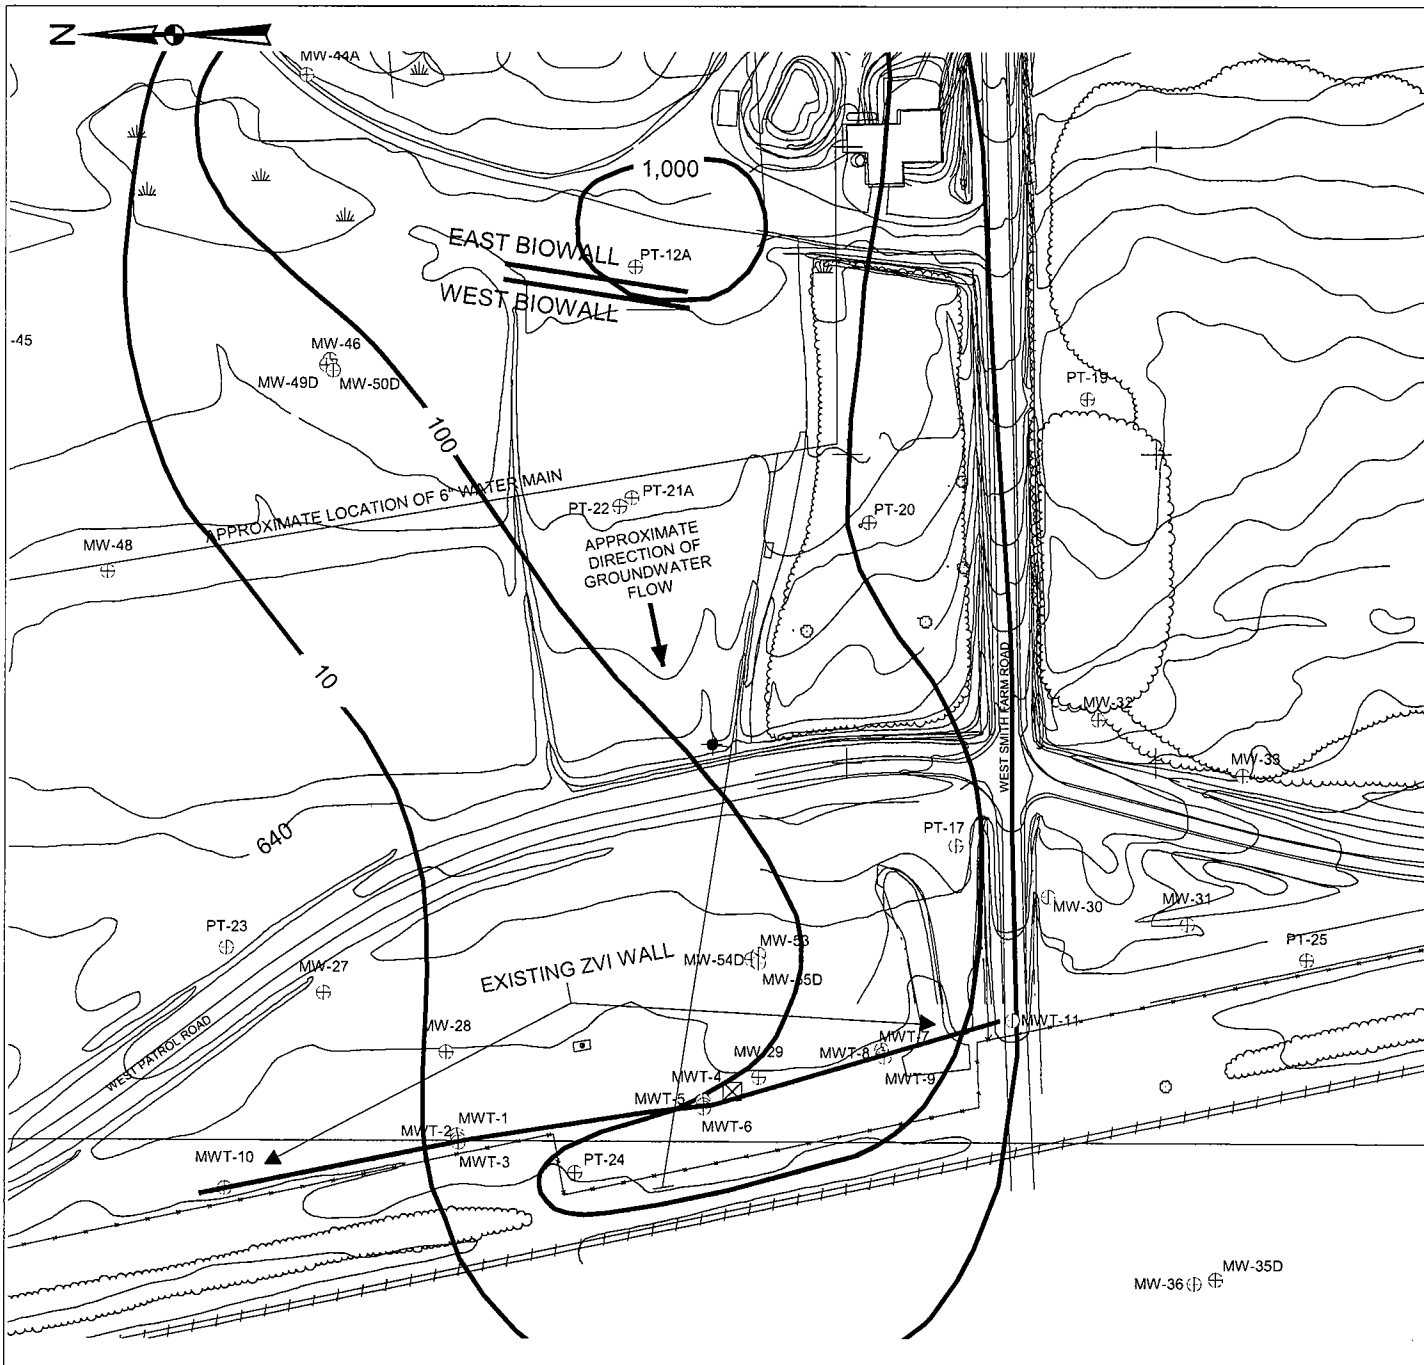 N
MW-44A
1,000
EAST BIOWALL
PT-12A
WEST BIOWALL
-45
MW-46
MW-49D
MW-50D
PT-19
100
APPROXIMATE LOCATION OF 6" WATER MAIN
PT-21A
PT-22
PT-20
APPROXIMATE
DIRECTION OF
GROUNDWATER
FLOW
MW-48
10
WEST SMITH FARM ROAD
MW-32
MW-33
640
PT-17
MW-30
MW-31
PT-23
PT-25
MW-53
MW-54D
MW-55D
EXISTING ZVI WALL
MW-27
MWT-11
MW-28
WEST PATROL ROAD
MWT-7
MWT-8
MWT-9
MW-29
MWT-4
MWT-5
MWT-6
MWT-1
MWT-2
MWT-3
MWT-10
PT-24
MW-35D
MW-36